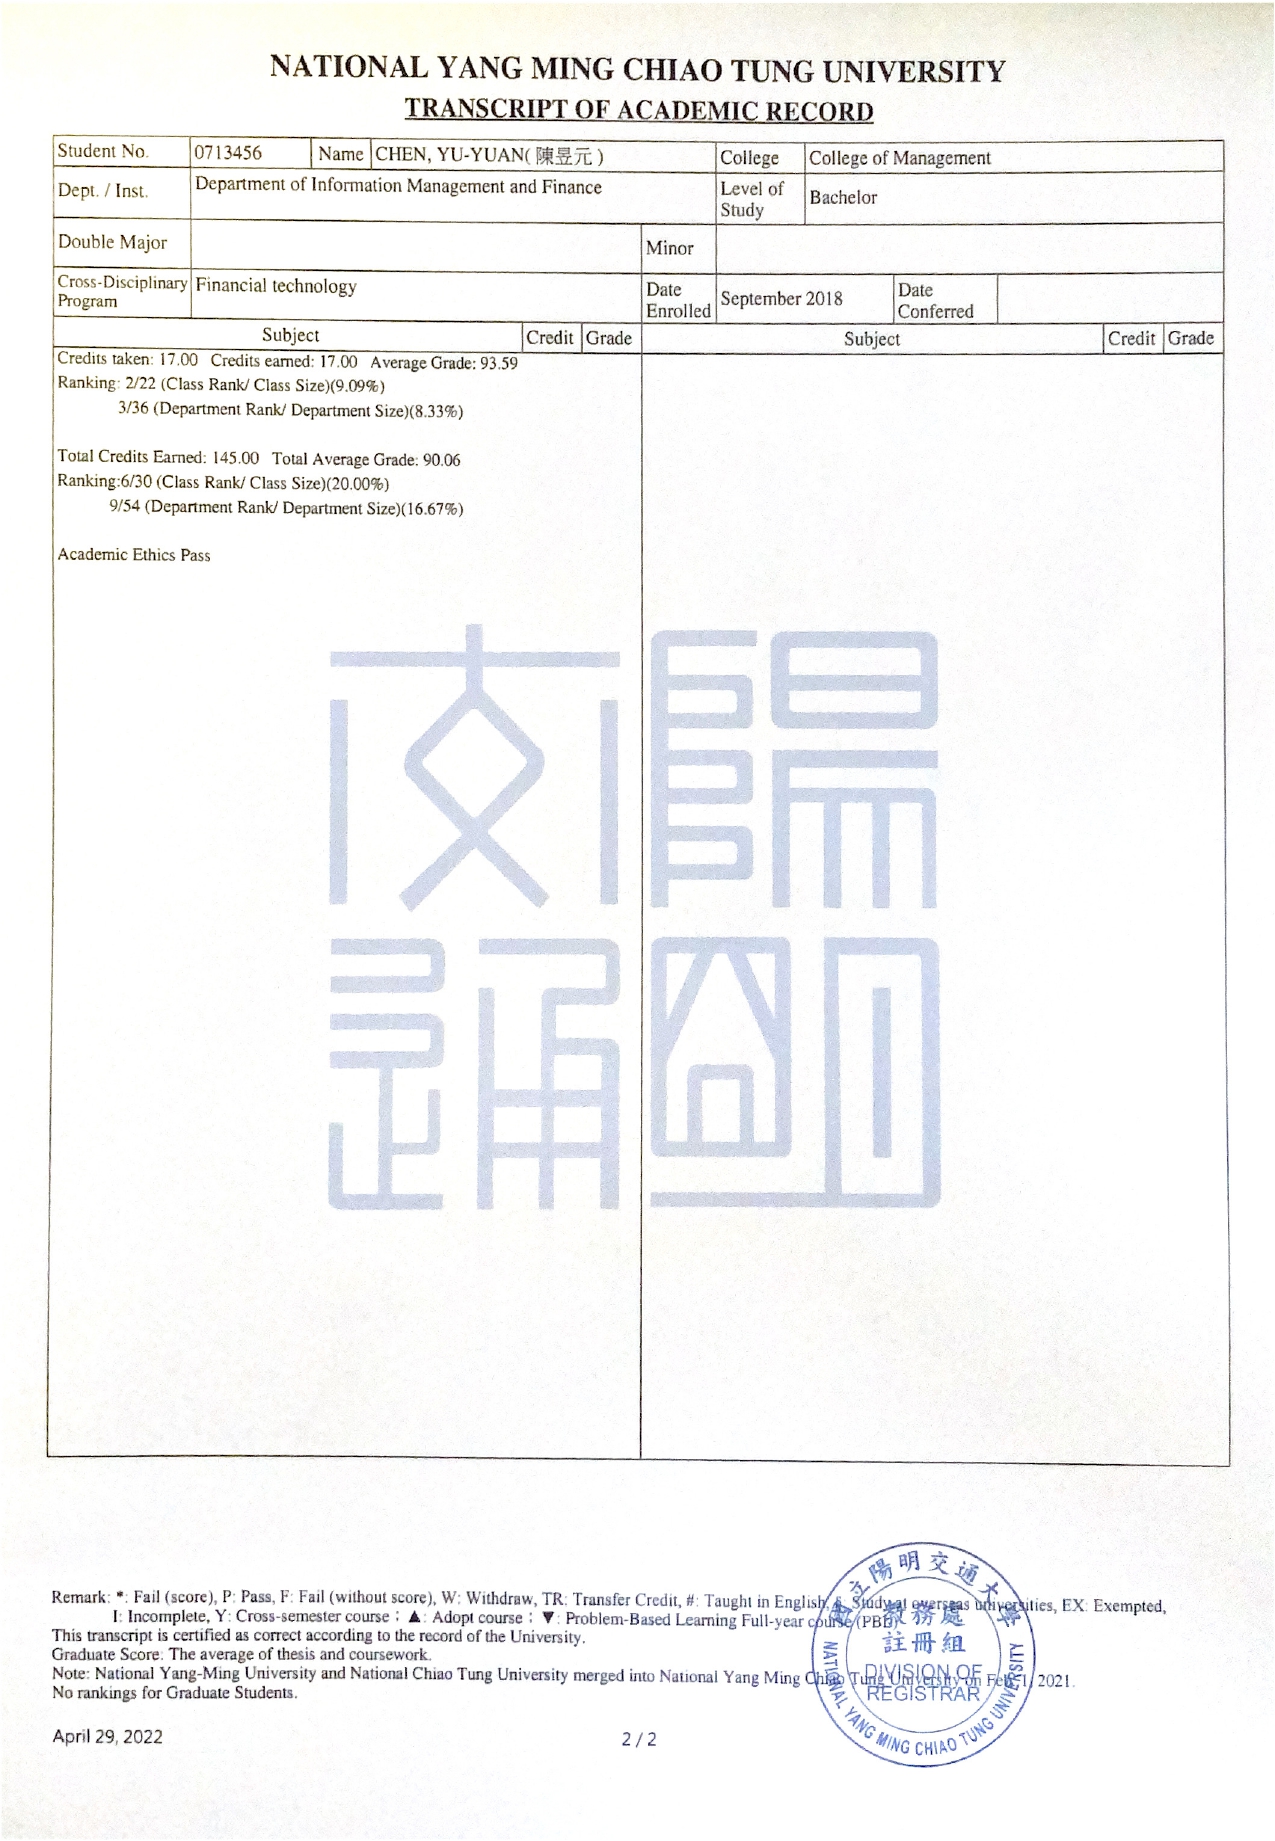 NATIONAL YANG MING CHIAO TUNG UNIVERSITY
TRANSCRIPT OF ACADEMIC RECORD
Student No. 0713456 Name CHEN, YU-YUAN( 陳昱元 ) College College of Management
Dept. / Inst. Department of Information Management and Finance Level of Study Bachelor
Double Major Minor
Cross-Disciplinary Program Financial technology Date Enrolled September 2018 Date Conferred
Subject Credit Grade Subject Credit Grade
Credits taken: 17.00 Credits earned: 17.00 Average Grade: 93.59
Ranking: 2/22 (Class Rank/ Class Size)(9.09%)
3/36 (Department Rank/ Department Size)(8.33%)
Total Credits Earned: 145.00 Total Average Grade: 90.06
Ranking:6/30 (Class Rank/ Class Size)(20.00%)
9/54 (Department Rank/ Department Size)(16.67%)
Academic Ethics Pass
交陽
通明
Remark: *: Fail (score), P: Pass, F: Fail (without score), W: Withdraw, TR: Transfer Credit, #: Taught in English, &: Study at overseas universities, EX: Exempted,
I: Incomplete, Y: Cross-semester course；▲: Adopt course；▼: Problem-Based Learning Full-year course (PBL)
This transcript is certified as correct according to the record of the University.
Graduate Score: The average of thesis and coursework.
Note: National Yang-Ming University and National Chiao Tung University merged into National Yang Ming Chiao Tung University on Feb. 1, 2021.
No rankings for Graduate Students.
國立陽明交通大學
教務處
註冊組
DIVISION OF
REGISTRAR
NATIONAL YANG MING CHIAO TUNG UNIVERSITY
April 29, 2022 2 / 2